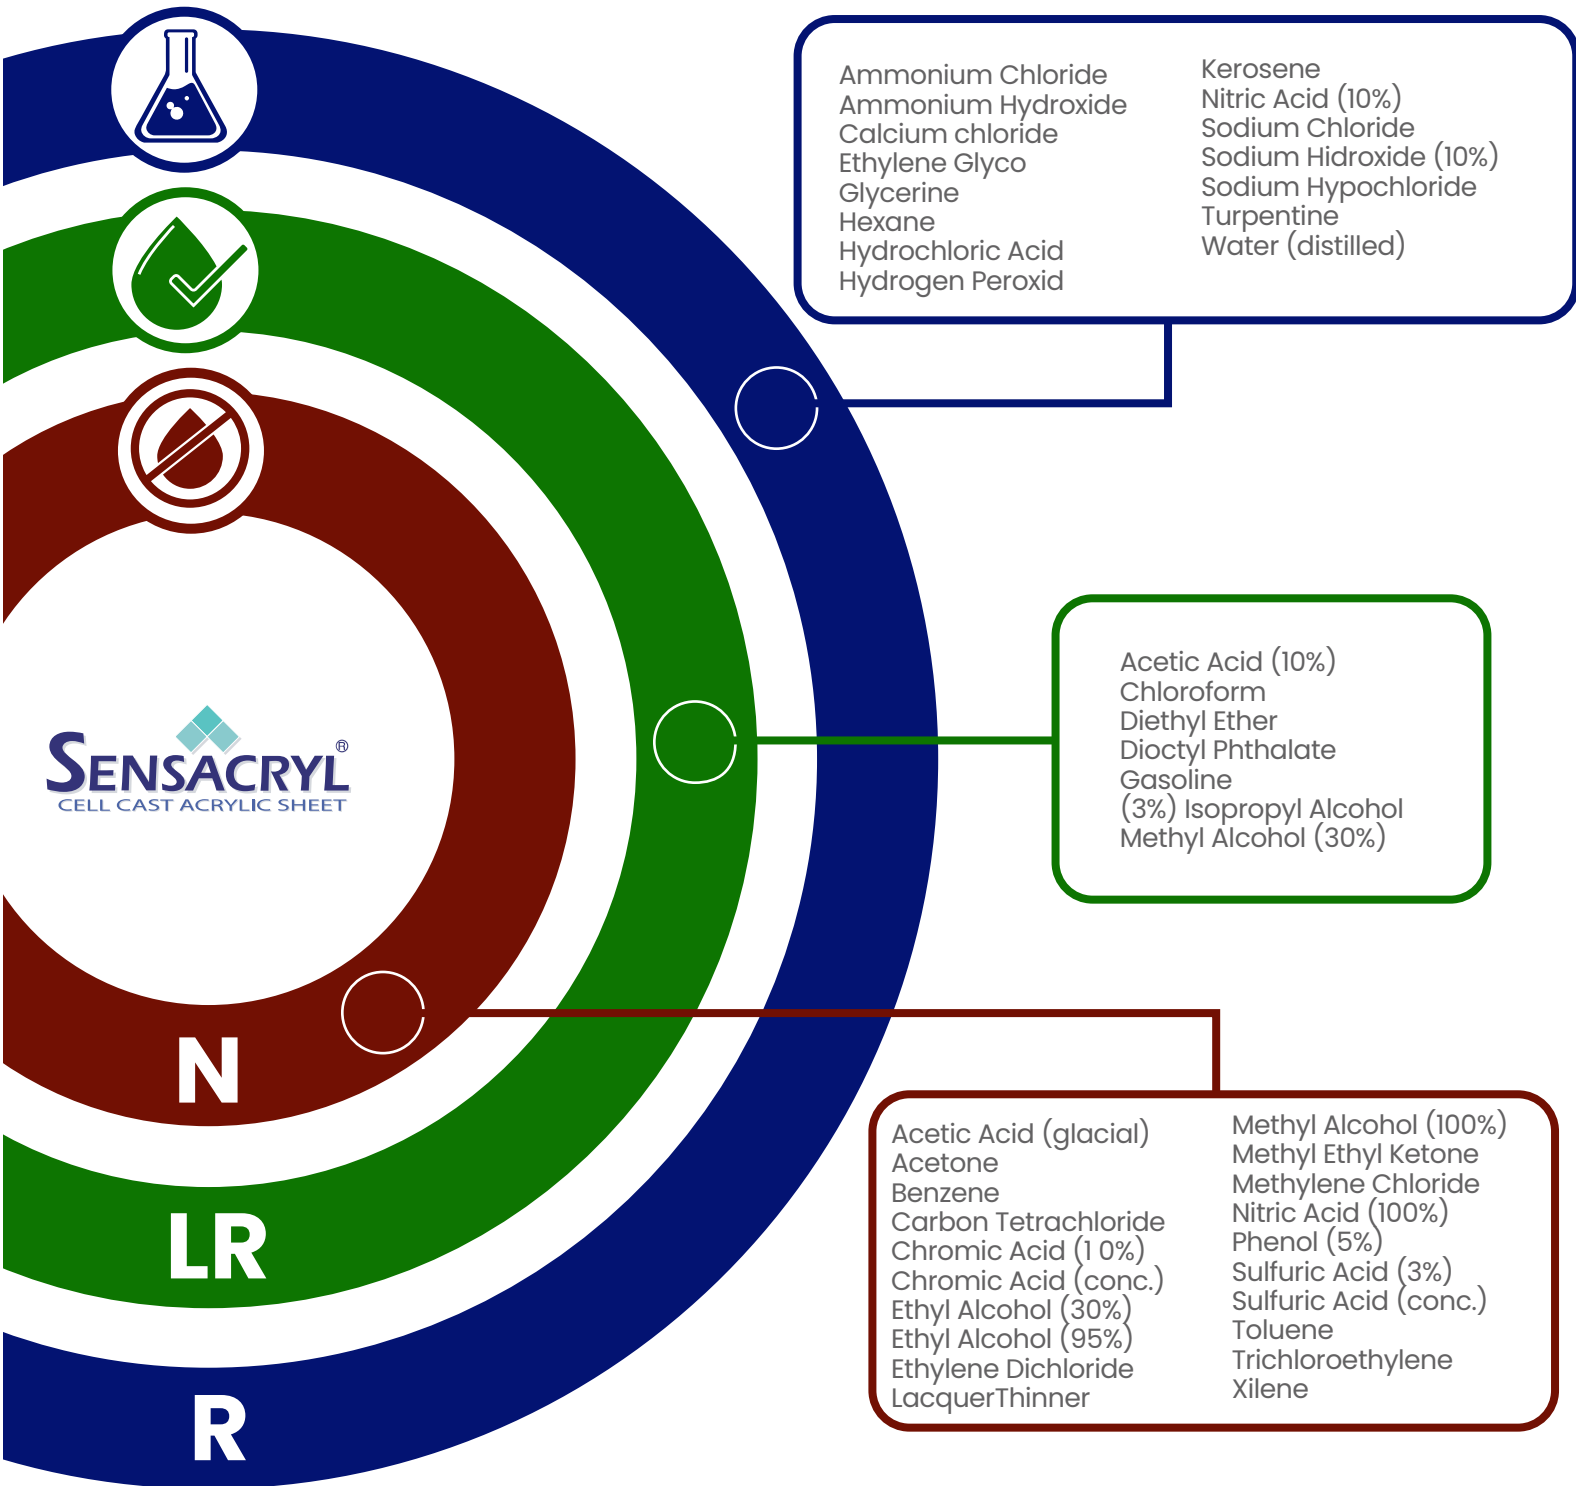 Ammonium Chloride
Ammonium Hydroxide
Calcium chloride
Ethylene Glyco
Glycerine
Hexane
Hydrochloric Acid
Hydrogen Peroxid
Kerosene
Nitric Acid (10%)
Sodium Chloride
Sodium Hidroxide (10%)
Sodium Hypochloride
Turpentine
Water (distilled)
Acetic Acid (10%)
Chloroform
Diethyl Ether
Dioctyl Phthalate
Gasoline
(3%) Isopropyl Alcohol
Methyl Alcohol (30%)
SENSACRYL®
CELL CAST ACRYLIC SHEET
N
LR
R
Acetic Acid (glacial)
Acetone
Benzene
Carbon Tetrachloride
Chromic Acid (1 0%)
Chromic Acid (conc.)
Ethyl Alcohol (30%)
Ethyl Alcohol (95%)
Ethylene Dichloride
LacquerThinner
Methyl Alcohol (100%)
Methyl Ethyl Ketone
Methylene Chloride
Nitric Acid (100%)
Phenol (5%)
Sulfuric Acid (3%)
Sulfuric Acid (conc.)
Toluene
Trichloroethylene
Xilene